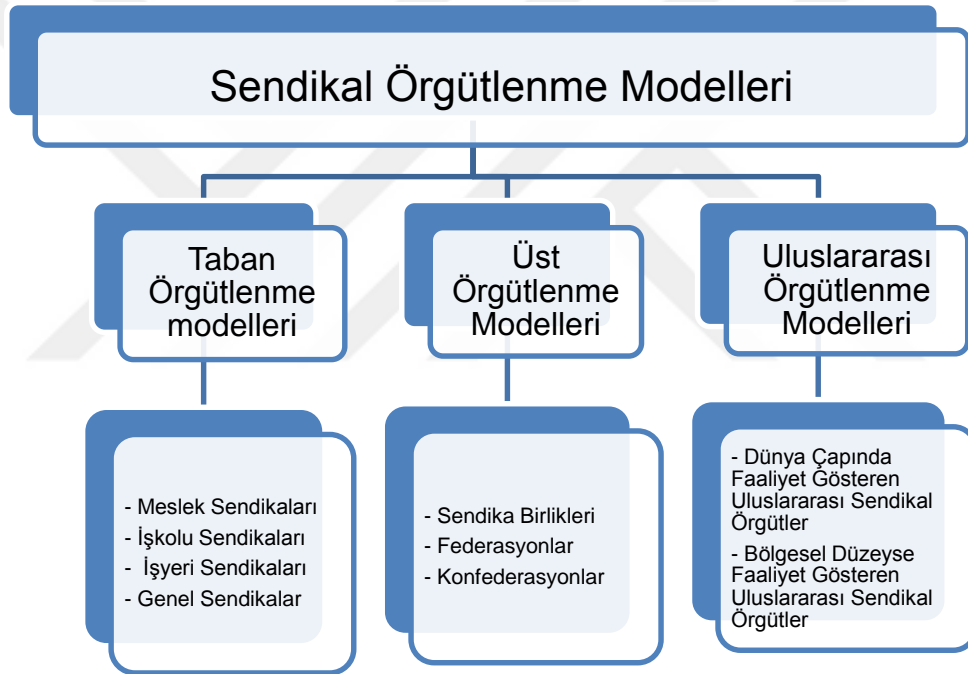 Sendikal Örgütlenme Modelleri
Taban
Örgütlenme
modelleri
Üst
Örgütlenme
Modelleri
Uluslararası
Örgütlenme
Modelleri
- Meslek Sendikaları
- İşkolu Sendikaları
- İşyeri Sendikaları
- Genel Sendikalar
- Sendika Birlikleri
- Federasyonlar
- Konfederasyonlar
- Dünya Çapında
Faaliyet Gösteren
Uluslararası Sendikal
Örgütler
- Bölgesel Düzeyse
Faaliyet Gösteren
Uluslararası Sendikal
Örgütler